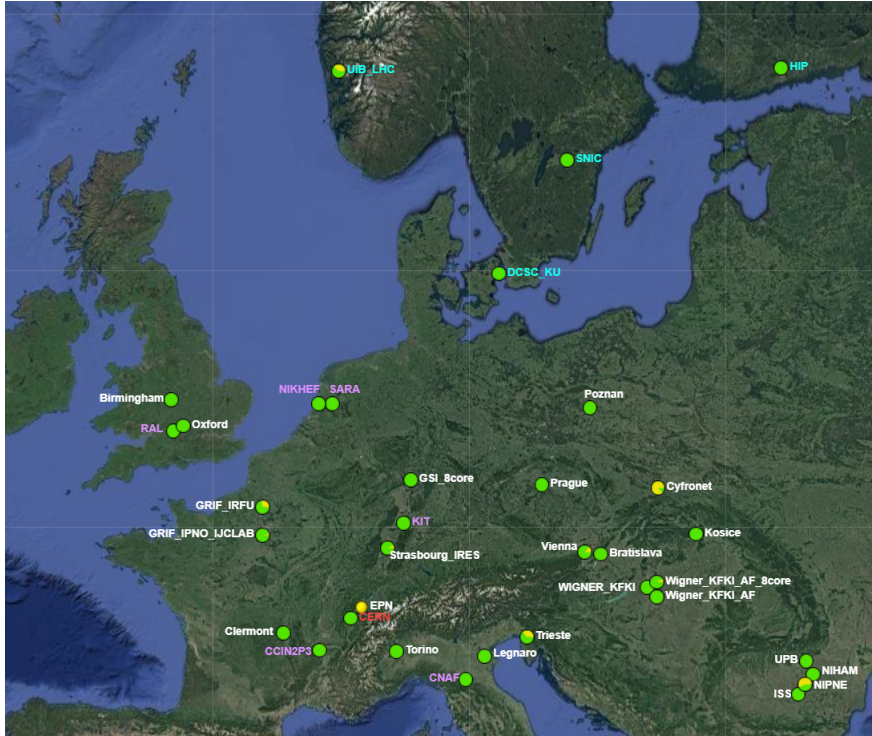 UIB_LHC
HIP
SNIC
DCSC_KU
NIKHEF
SARA
Poznan
Birmingham
Oxford
RAL
GSI_8core
Prague
Cyfronet
GRIF_IRFU
KIT
GRIF_IPNO_IJCLAB
Kosice
Strasbourg_IRES
Vienna
Bratislava
Wigner_KFKI_AF_8core
WIGNER_KFKI
Wigner_KFKI_AF
EPN
CERN
Clermont
Trieste
CCIN2P3
Torino
Legnaro
UPB
NIHAM
CNAF
NIPNE
ISS